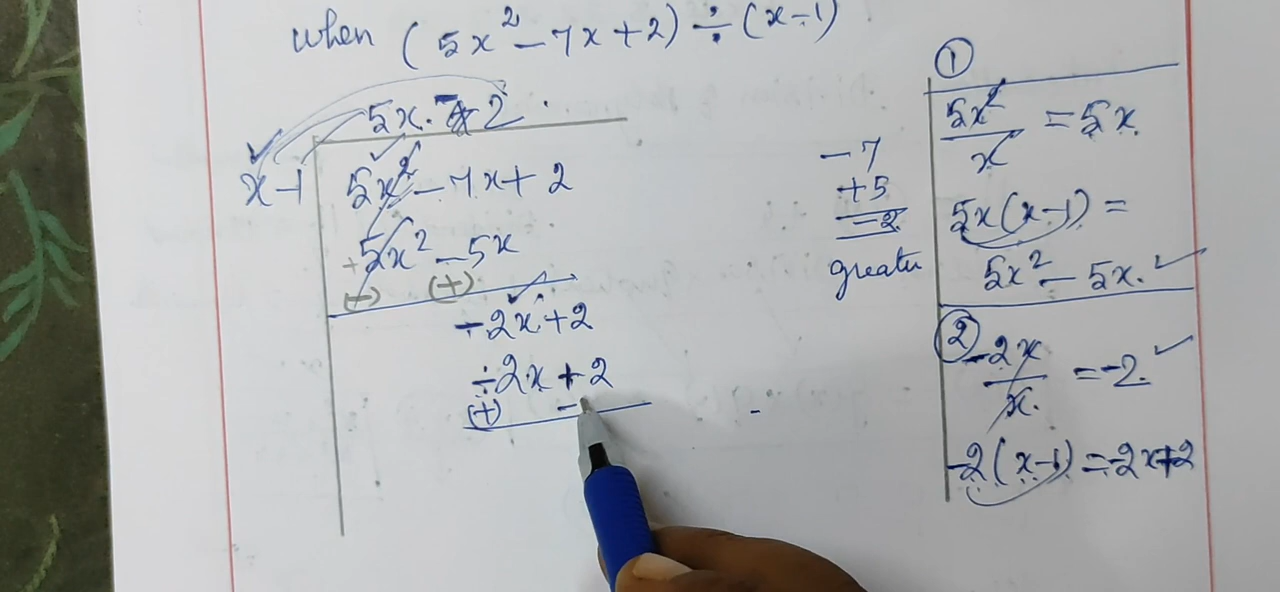 when (5x² - 7x + 2) ÷ (x - 1)
5x - 2
x - 1
5x² - 7x + 2
+5x² - 5x
(-) (+)
-2x + 2
-2x + 2
(+) -
-7
+5
-2
greater
①
5x²/x = 5x
5x(x-1) =
5x² - 5x. ✓
②
-2x/x = -2 ✓
-2(x-1) = -2x+2